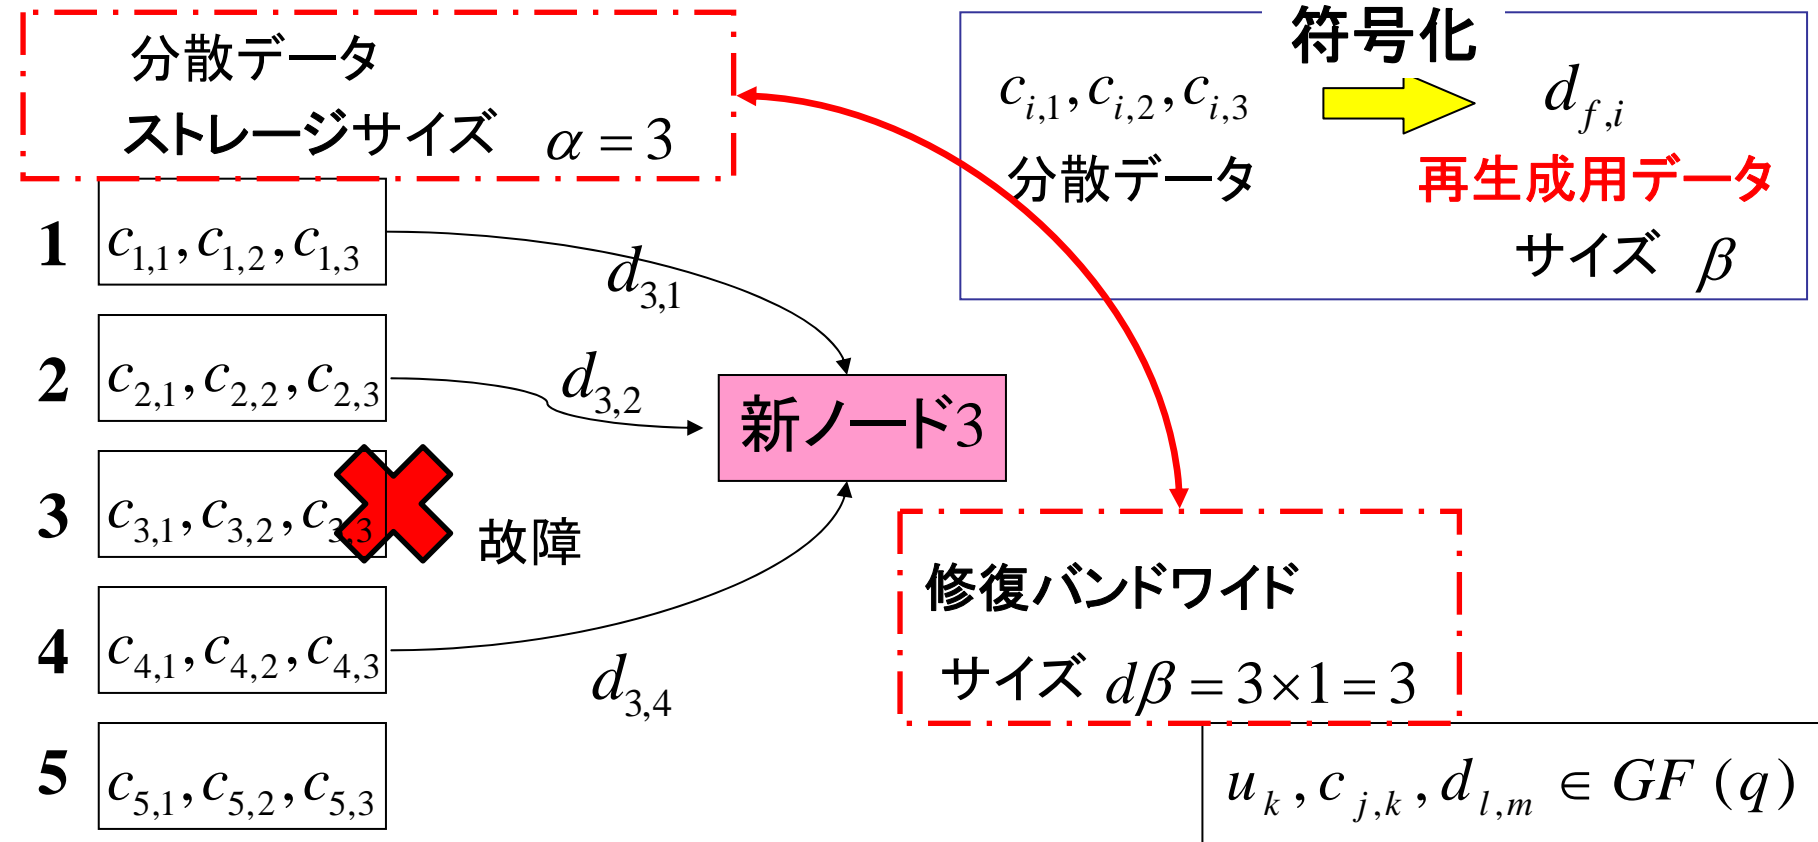 分散データ
ストレージサイズ α = 3
符号化
c_{i,1}, c_{i,2}, c_{i,3}
d_{f,i}
分散データ
再生成用データ
サイズ β
1 c_{1,1}, c_{1,2}, c_{1,3}
d_{3,1}
2 c_{2,1}, c_{2,2}, c_{2,3}
d_{3,2}
新ノード3
3 c_{3,1}, c_{3,2}, c_{3,3}
故障
4 c_{4,1}, c_{4,2}, c_{4,3}
d_{3,4}
修復バンドワイド
サイズ dβ = 3×1 = 3
5 c_{5,1}, c_{5,2}, c_{5,3}
u_k, c_{j,k}, d_{l,m} ∈ GF (q)